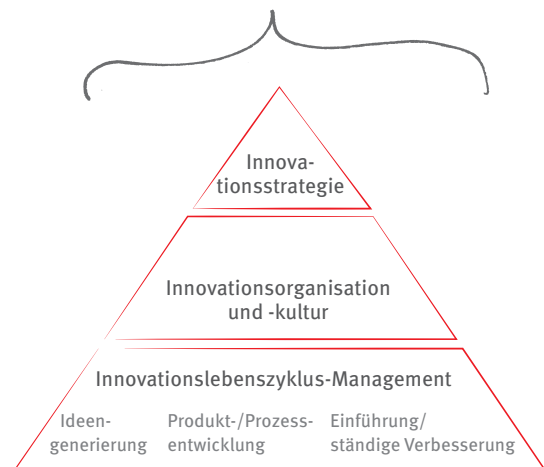 Innova-
tionsstrategie
Innovationsorganisation
und -kultur
Innovationslebenszyklus-Management
Ideen-
generierung
Produkt-/Prozess-
entwicklung
Einführung/
ständige Verbesserung